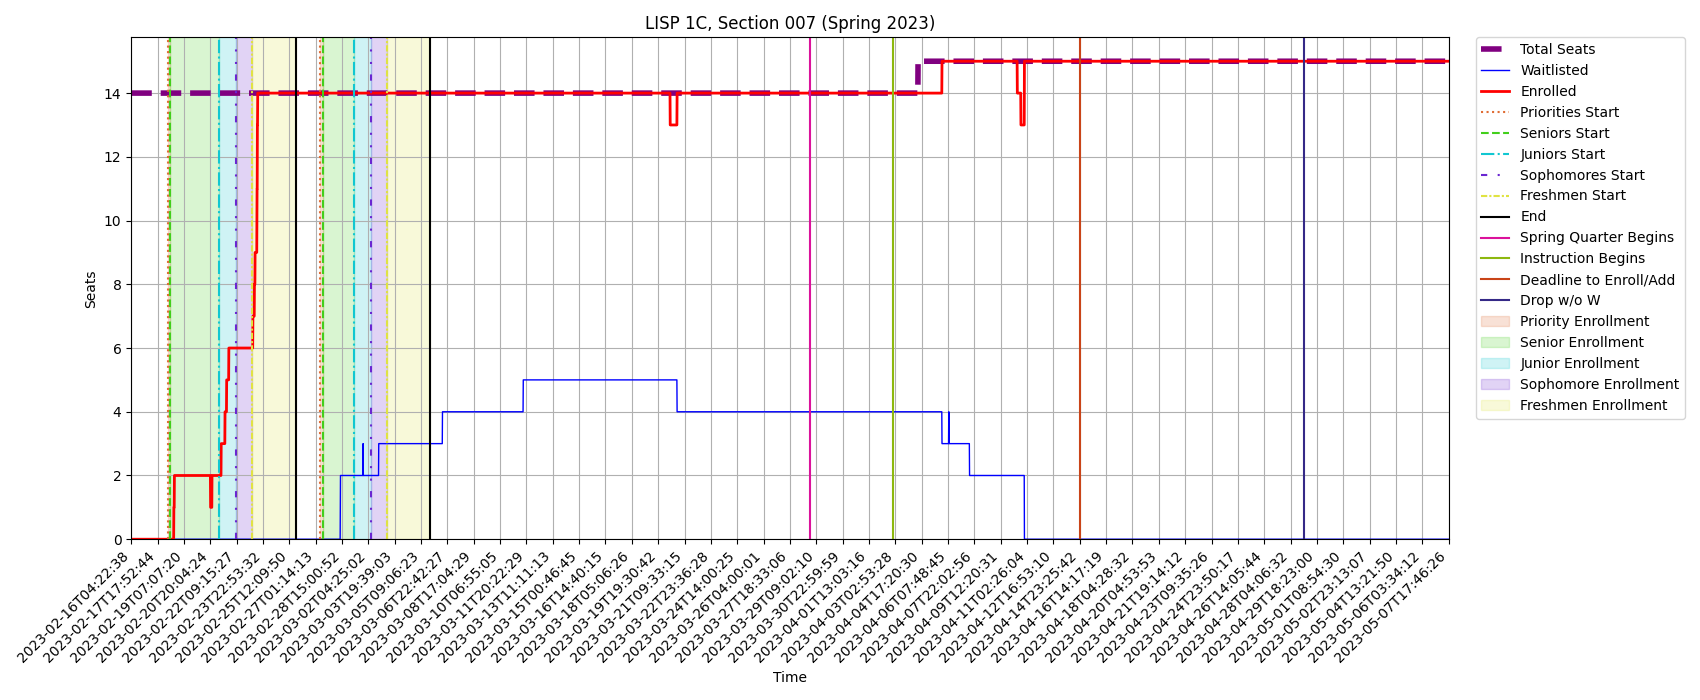 LISP 1C, Section 007 (Spring 2023)
Seats
14
12
10
8
6
4
2
0
2023-02-16T04:22:38
2023-02-17T17:52:44
2023-02-19T07:07:20
2023-02-20T20:04:24
2023-02-22T09:15:27
2023-02-23T22:53:32
2023-02-25T12:09:50
2023-02-27T01:14:13
2023-02-28T15:00:52
2023-03-02T04:25:02
2023-03-03T19:39:03
2023-03-05T09:06:23
2023-03-06T22:42:27
2023-03-08T17:04:29
2023-03-10T06:55:05
2023-03-11T20:22:29
2023-03-13T11:11:13
2023-03-15T00:46:45
2023-03-16T14:40:15
2023-03-18T05:06:26
2023-03-19T19:30:42
2023-03-21T09:33:15
2023-03-22T23:36:28
2023-03-24T14:00:25
2023-03-26T04:00:01
2023-03-27T18:33:06
2023-03-29T09:02:10
2023-03-30T22:59:59
2023-04-01T13:03:16
2023-04-03T02:53:28
2023-04-04T17:20:30
2023-04-06T07:48:45
2023-04-07T22:02:56
2023-04-09T12:20:31
2023-04-11T02:26:04
2023-04-12T16:53:10
2023-04-14T23:25:42
2023-04-16T14:17:19
2023-04-18T04:28:32
2023-04-20T04:53:53
2023-04-21T19:14:12
2023-04-23T09:35:26
2023-04-24T23:50:17
2023-04-26T14:05:44
2023-04-28T04:06:32
2023-04-29T18:23:00
2023-05-01T08:54:30
2023-05-02T23:13:07
2023-05-04T13:21:50
2023-05-06T03:34:12
2023-05-07T17:46:26
Time
Total Seats
Waitlisted
Enrolled
Priorities Start
Seniors Start
Juniors Start
Sophomores Start
Freshmen Start
End
Spring Quarter Begins
Instruction Begins
Deadline to Enroll/Add
Drop w/o W
Priority Enrollment
Senior Enrollment
Junior Enrollment
Sophomore Enrollment
Freshmen Enrollment